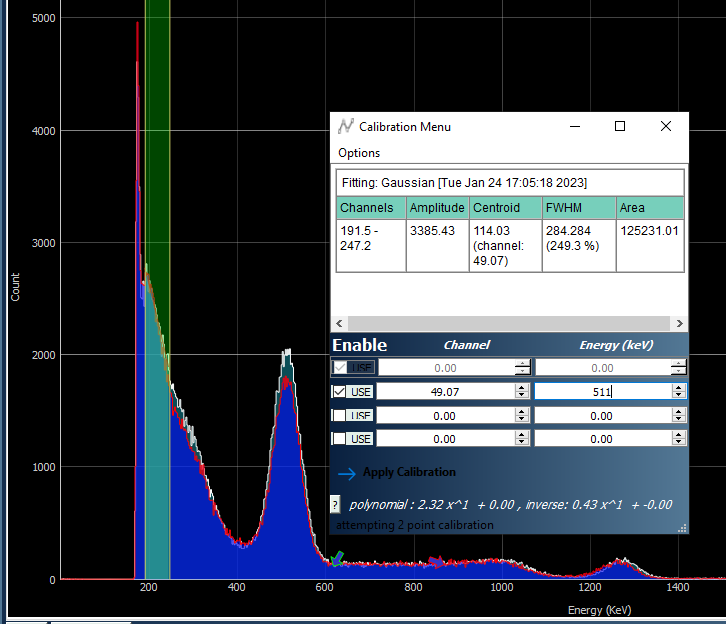 5000
4000
3000
2000
1000
0
Count
200
400
600
800
1000
1200
1400
Energy (KeV)
Calibration Menu
Options
Fitting: Gaussian [Tue Jan 24 17:05:18 2023]
Channels Amplitude Centroid FWHM Area
191.5 - 247.2 3385.43 114.03 (channel: 49.07) 284.284 (249.3 %) 125231.01
Enable Channel Energy (keV)
USE 0.00 0.00
USE 49.07 511
USE 0.00 0.00
USE 0.00 0.00
Apply Calibration
? polynomial : 2.32 x^1 + 0.00 , inverse: 0.43 x^1 + -0.00
attempting 2 point calibration